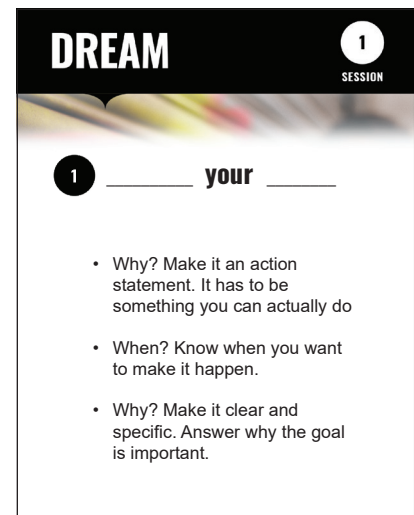 DREAM
1
SESSION
1 ________ your ______
• Why? Make it an action
statement. It has to be
something you can actually do
• When? Know when you want
to make it happen.
• Why? Make it clear and
specific. Answer why the goal
is important.